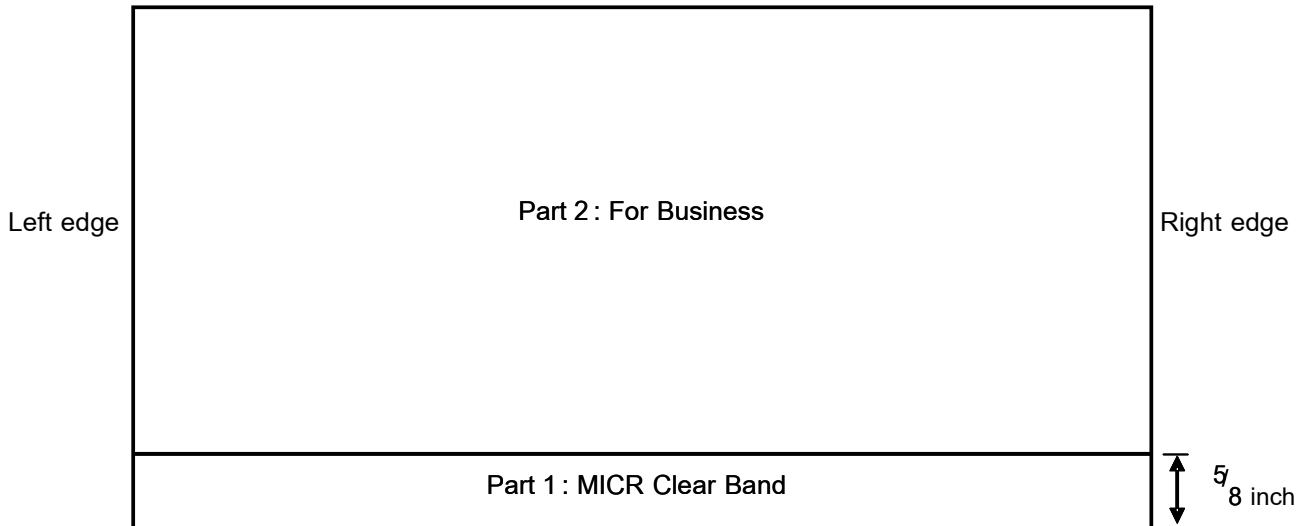 Part 2 : For Business
Left edge
Right edge
Part 1 : MICR Clear Band
5/8 inch